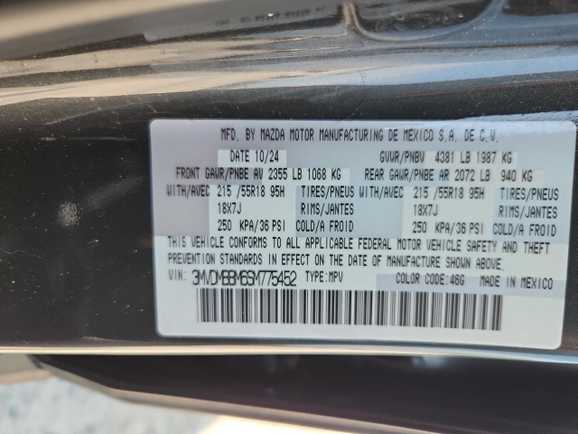 MFD. BY MAZDA MOTOR MANUFACTURING DE MEXICO S.A. DE C.V.
DATE 10/24 GVWR/PNBV 4381 LB 1987 KG
FRONT GAWR/PNBE AV 2355 LB 1068 KG REAR GAWR/PNBE AR 2072 LB 940 KG
WITH/AVEC 215 /55R18 95H TIRES/PNEUS WITH/AVEC 215 /55R18 95H TIRES/PNEUS
18X7J RIMS/JANTES 18X7J RIMS/JANTES
250 KPA/36 PSI COLD/A FROID 250 KPA/36 PSI COLD/A FROID
THIS VEHICLE CONFORMS TO ALL APPLICABLE FEDERAL MOTOR VEHICLE SAFETY AND THEFT
PREVENTION STANDARDS IN EFFECT ON THE DATE OF MANUFACTURE SHOWN ABOVE.
VIN: TYPE:MPV COLOR CODE:46G MADE IN MEXICO